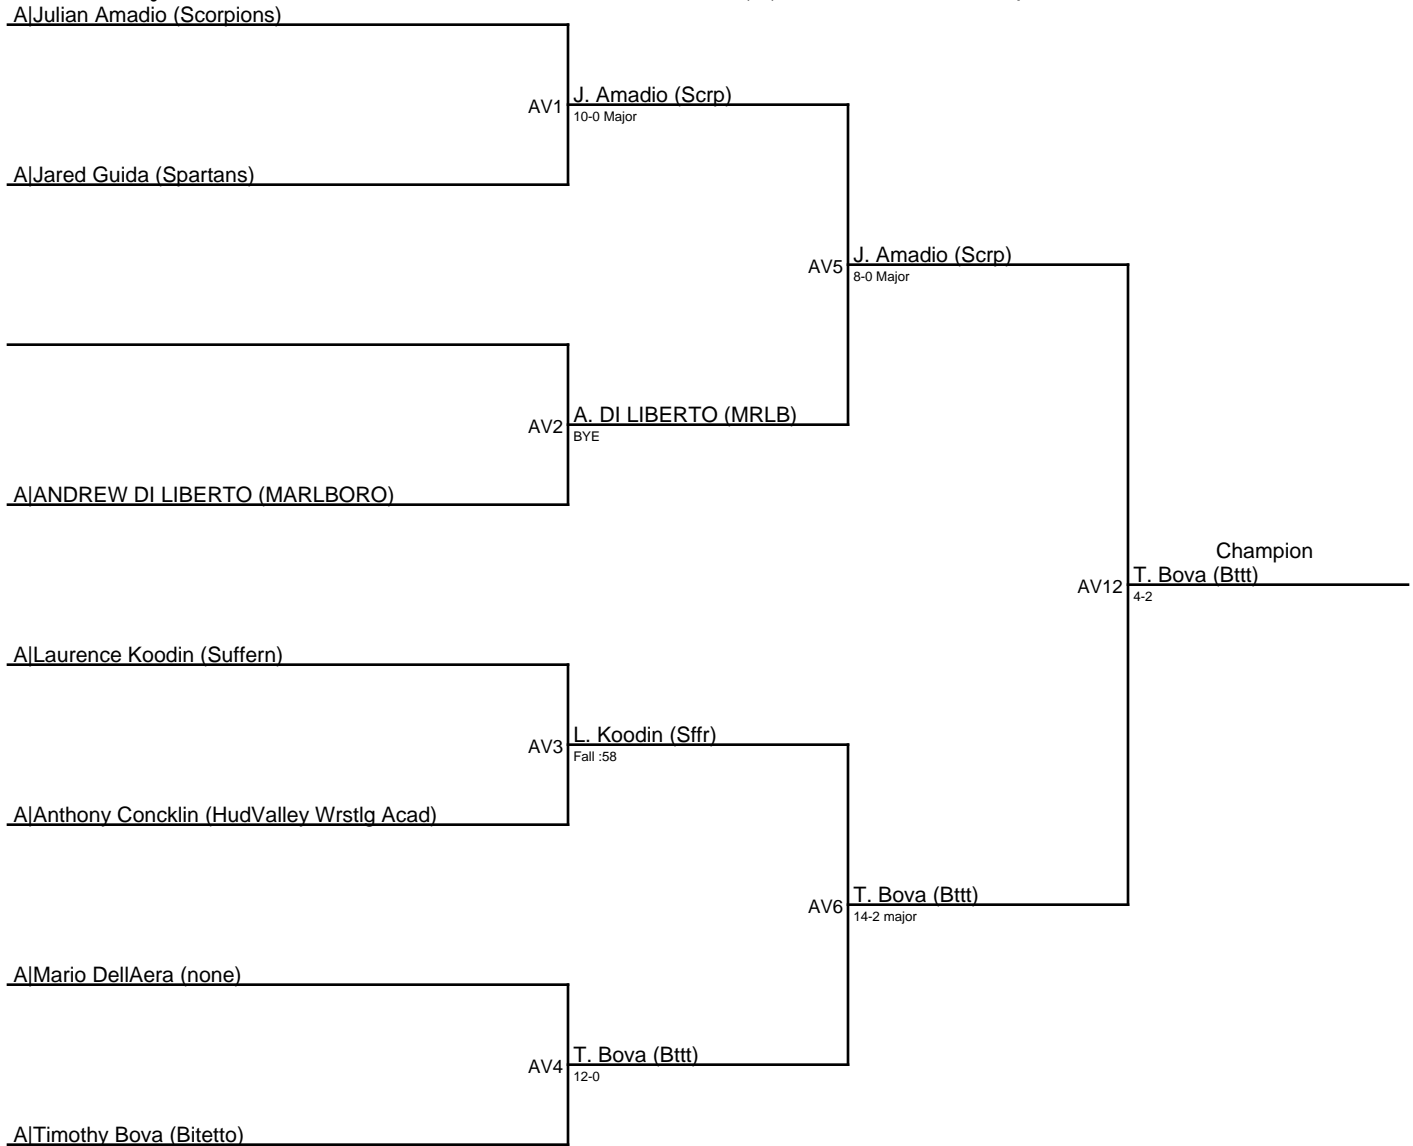 A|Julian Amadio (Scorpions)
AV1
J. Amadio (Scrp)
10-0 Major
A|Jared Guida (Spartans)
AV5
J. Amadio (Scrp)
8-0 Major
AV2
A. DI LIBERTO (MRLB)
BYE
A|ANDREW DI LIBERTO (MARLBORO)
Champion
AV12
T. Bova (Bttt)
4-2
A|Laurence Koodin (Suffern)
AV3
L. Koodin (Sffr)
Fall :58
A|Anthony Concklin (HudValley Wrstlg Acad)
AV6
T. Bova (Bttt)
14-2 major
A|Mario DellAera (none)
AV4
T. Bova (Bttt)
12-0
A|Timothy Bova (Bitetto)